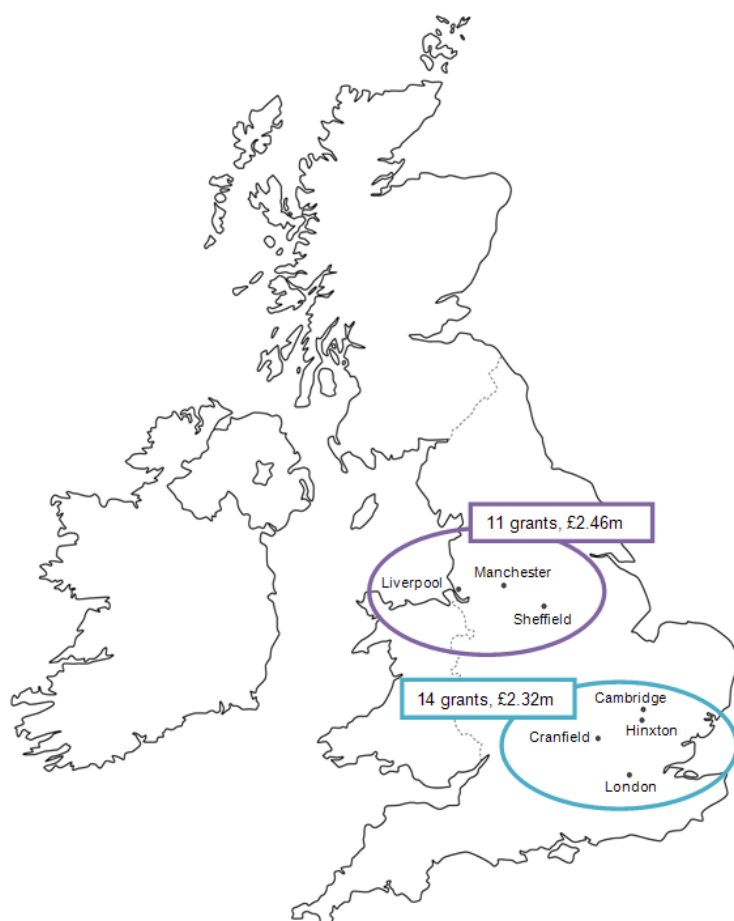 11 grants, £2.46m
Liverpool
Manchester
Sheffield
14 grants, £2.32m
Cambridge
Hinxton
Cranfield
London